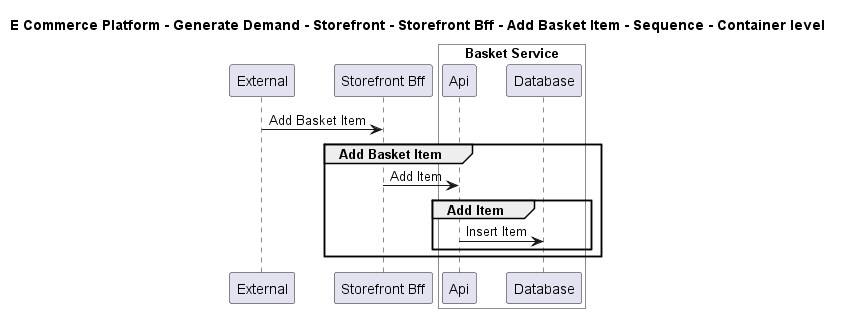 E Commerce Platform - Generate Demand - Storefront - Storefront Bff - Add Basket Item - Sequence - Container level
Basket Service
External Storefront Bff Api Database
Add Basket Item
Add Basket Item
Add Item
Add Item
Insert Item
External Storefront Bff Api Database